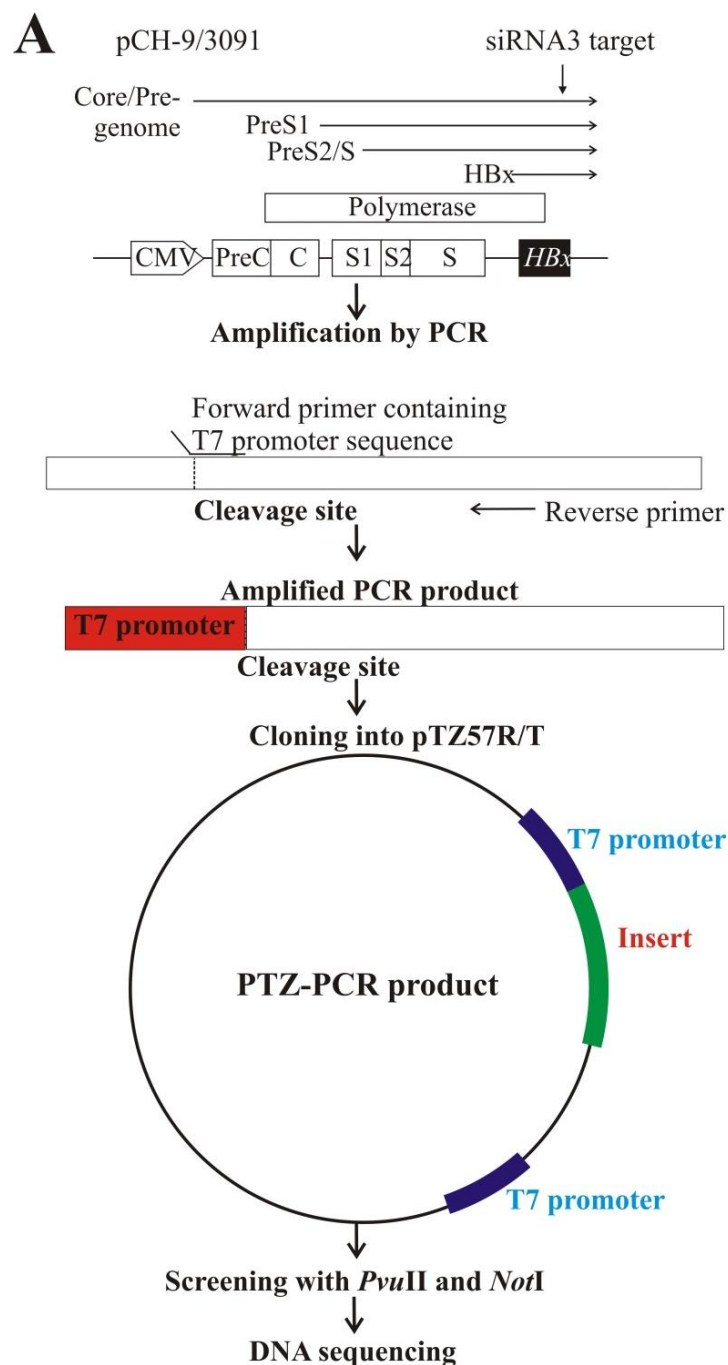 A
pCH-9/3091
siRNA3 target
Core/Pre-
genome
PreS1
PreS2/S
HBx
Polymerase
CMV PreC C S1 S2 S HBx
Amplification by PCR
Forward primer containing
T7 promoter sequence
Cleavage site
Reverse primer
Amplified PCR product
T7 promoter
Cleavage site
Cloning into pTZ57R/T
T7 promoter
Insert
PTZ-PCR product
T7 promoter
Screening with PvuII and NotI
DNA sequencing